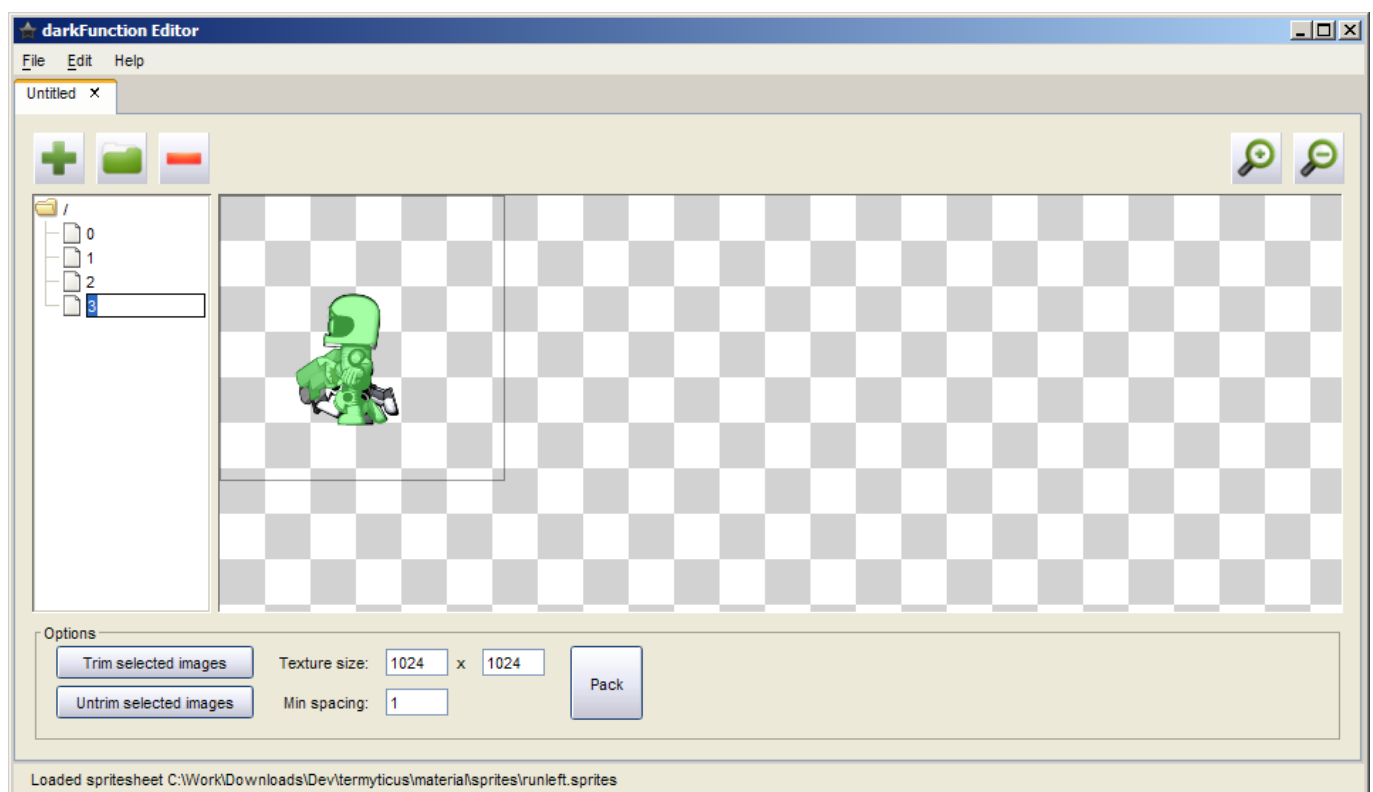 darkFunction Editor
File Edit Help
Untitled
/
0
1
2
3
Options
Trim selected images Texture size: 1024 x 1024
Pack
Untrim selected images Min spacing: 1
Loaded spritesheet C:\Work\Downloads\Dev\termyticus\material\sprites\runleft.sprites